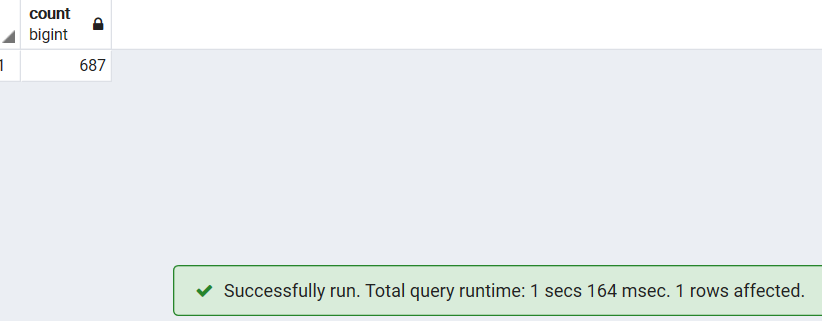 count
bigint
1 687
Successfully run. Total query runtime: 1 secs 164 msec. 1 rows affected.